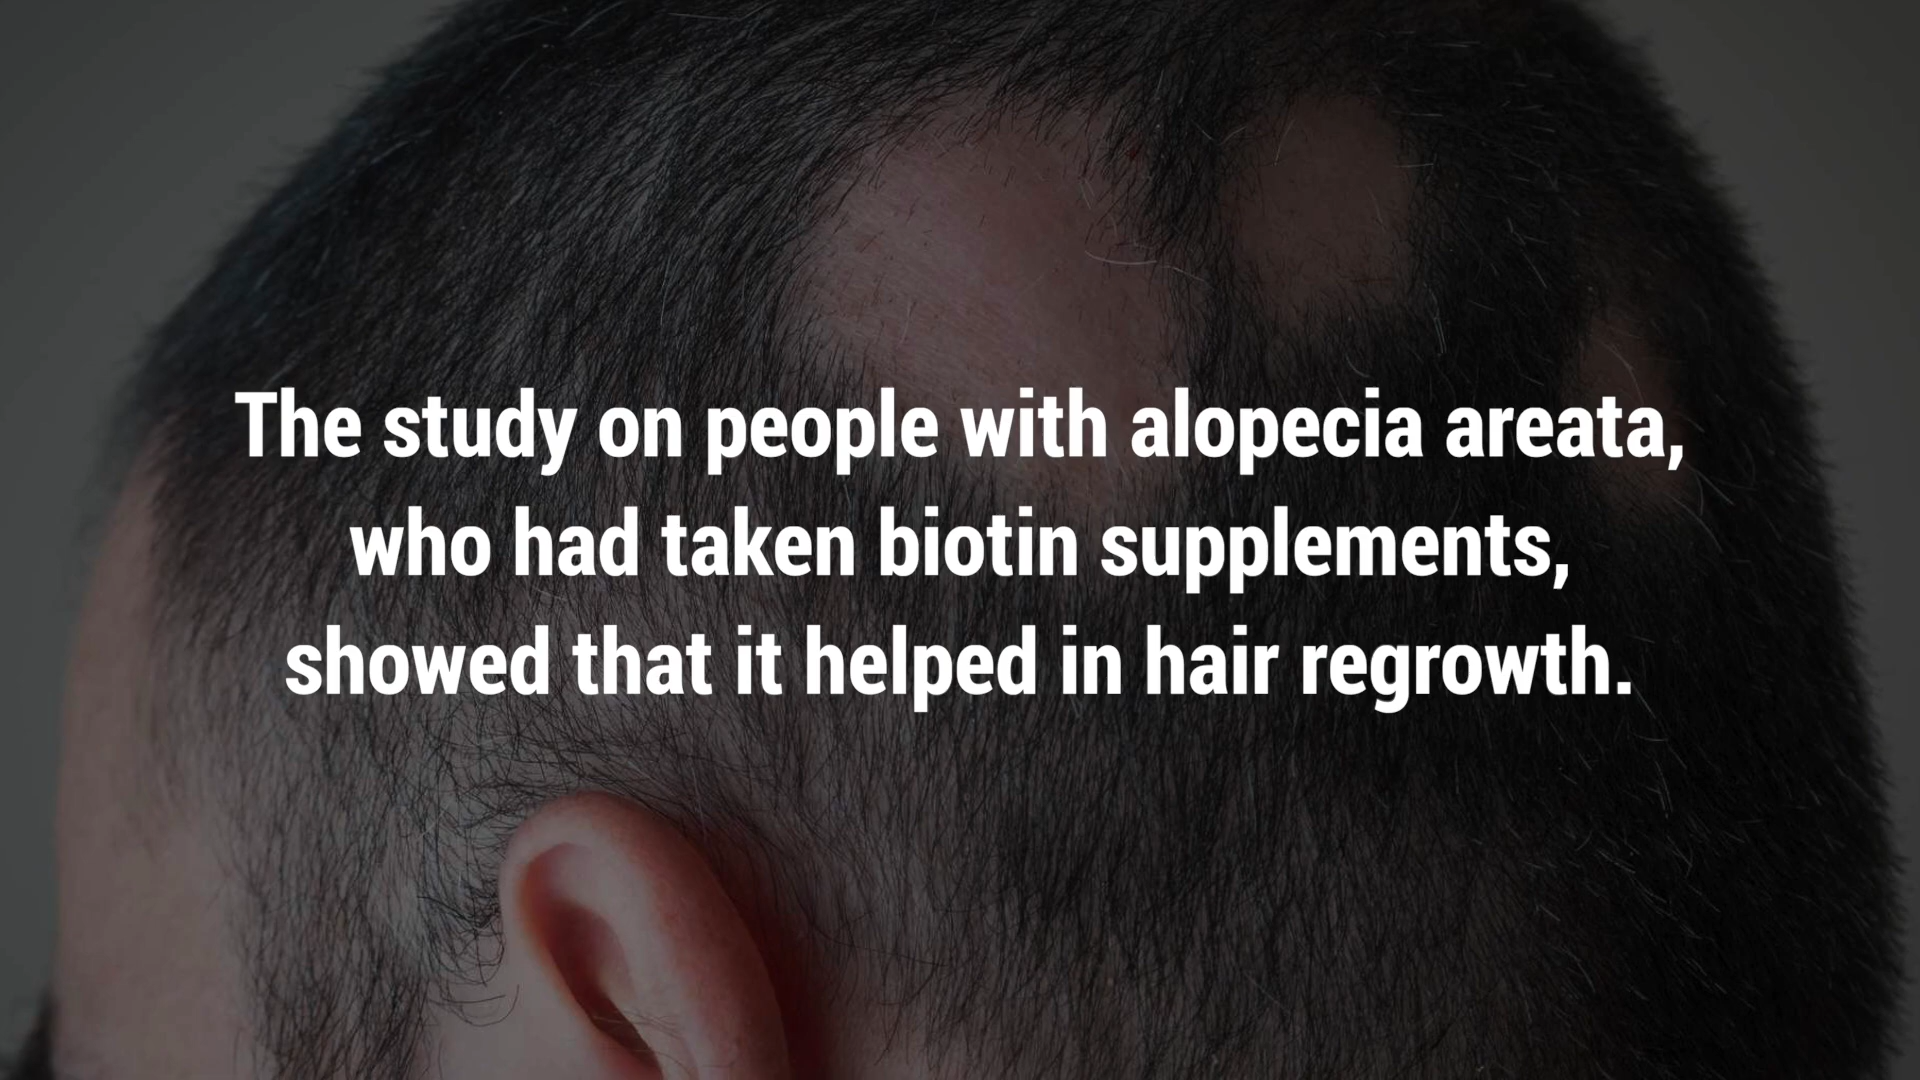 The study on people with alopecia areata,
who had taken biotin supplements,
showed that it helped in hair regrowth.